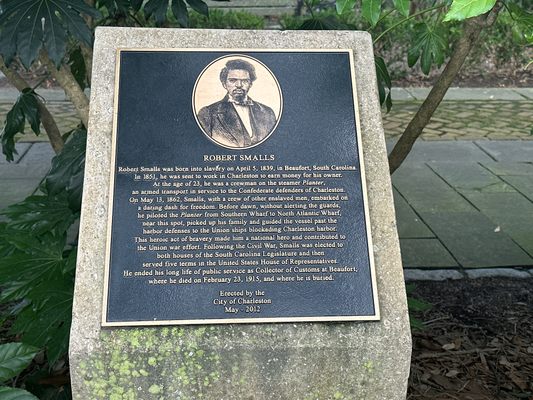 ROBERT SMALLS
Robert Smalls was born into slavery on April 5, 1839, in Beaufort, South Carolina.
In 1851, he was sent to work in Charleston to earn money for his master.
At the age of 23, he was a crewman on the steamer Planter,
an armed transport in service to the Confederate defenders of Charleston.
On May 13, 1862, Smalls, with a crew of other enslaved men, embarked on
a daring dash for freedom. Before dawn, without alerting the guards,
he piloted the Planter from Southern Wharf to North Atlantic Wharf,
near this spot, picked up his family and guided the vessel past the
harbor defenses to the Union ships blockading Charleston harbor.
This heroic act of bravery made him a national hero and contributed to
the Union war effort. Following the Civil War, Smalls was elected to
both houses of the South Carolina Legislature and then
served five terms in the United States House of Representatives.
He ended his long life of public service as Collector of Customs at Beaufort,
where he died on February 23, 1915, and where he is buried.
Erected by the
City of Charleston
May - 2012